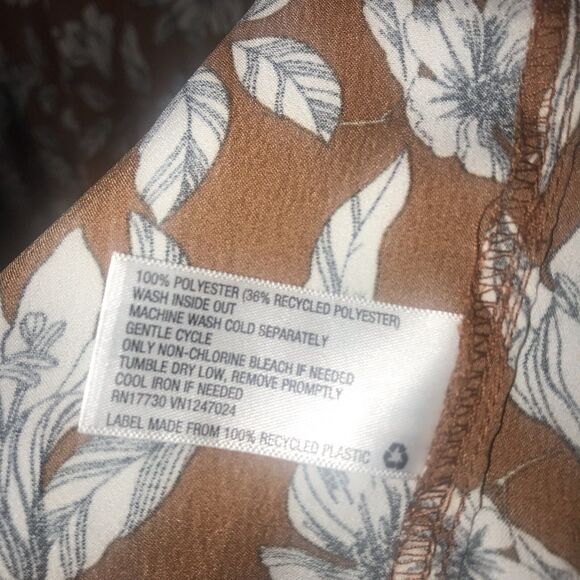 100% POLYESTER (36% RECYCLED POLYESTER)
WASH INSIDE OUT
MACHINE WASH COLD SEPARATELY
GENTLE CYCLE
ONLY NON-CHLORINE BLEACH IF NEEDED
TUMBLE DRY LOW, REMOVE PROMPTLY
COOL IRON IF NEEDED
RN17730 VN1247024
LABEL MADE FROM 100% RECYCLED PLASTIC